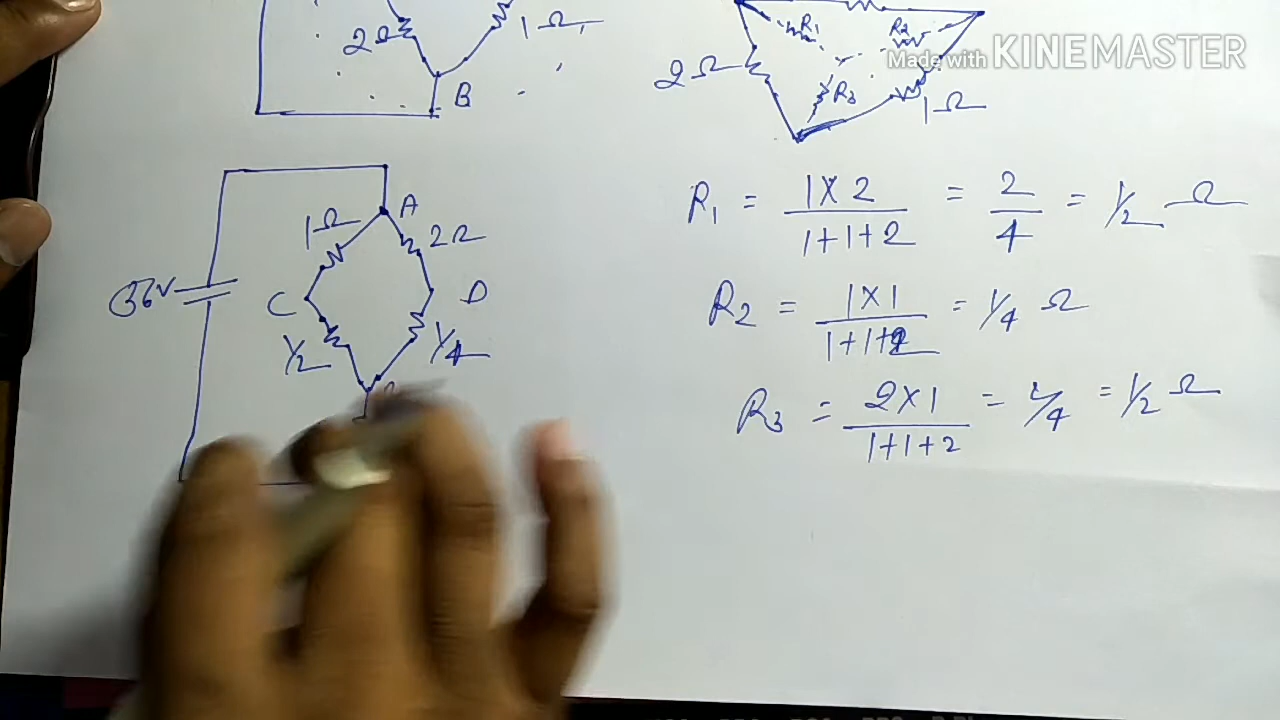 2Ω 1Ω
B
R1 R2
Made with KINEMASTER
2Ω R3 1Ω
R1 = 1×2 / 1+1+2 = 2/4 = 1/2 Ω
R2 = 1×1 / 1+1+2 = 1/4 Ω
R3 = 2×1 / 1+1+2 = 2/4 = 1/2 Ω
A
1Ω 2Ω
36V C D
1/2 1/4